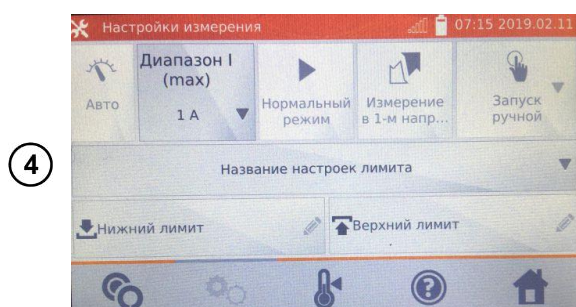 Настройки измерения
07:15 2019.02.11
Авто
Диапазон I
(max)
1 A
Нормальный
режим
Измерение
в 1-м напр...
Запуск
ручной
4
Название настроек лимита
Нижний лимит
Верхний лимит
?